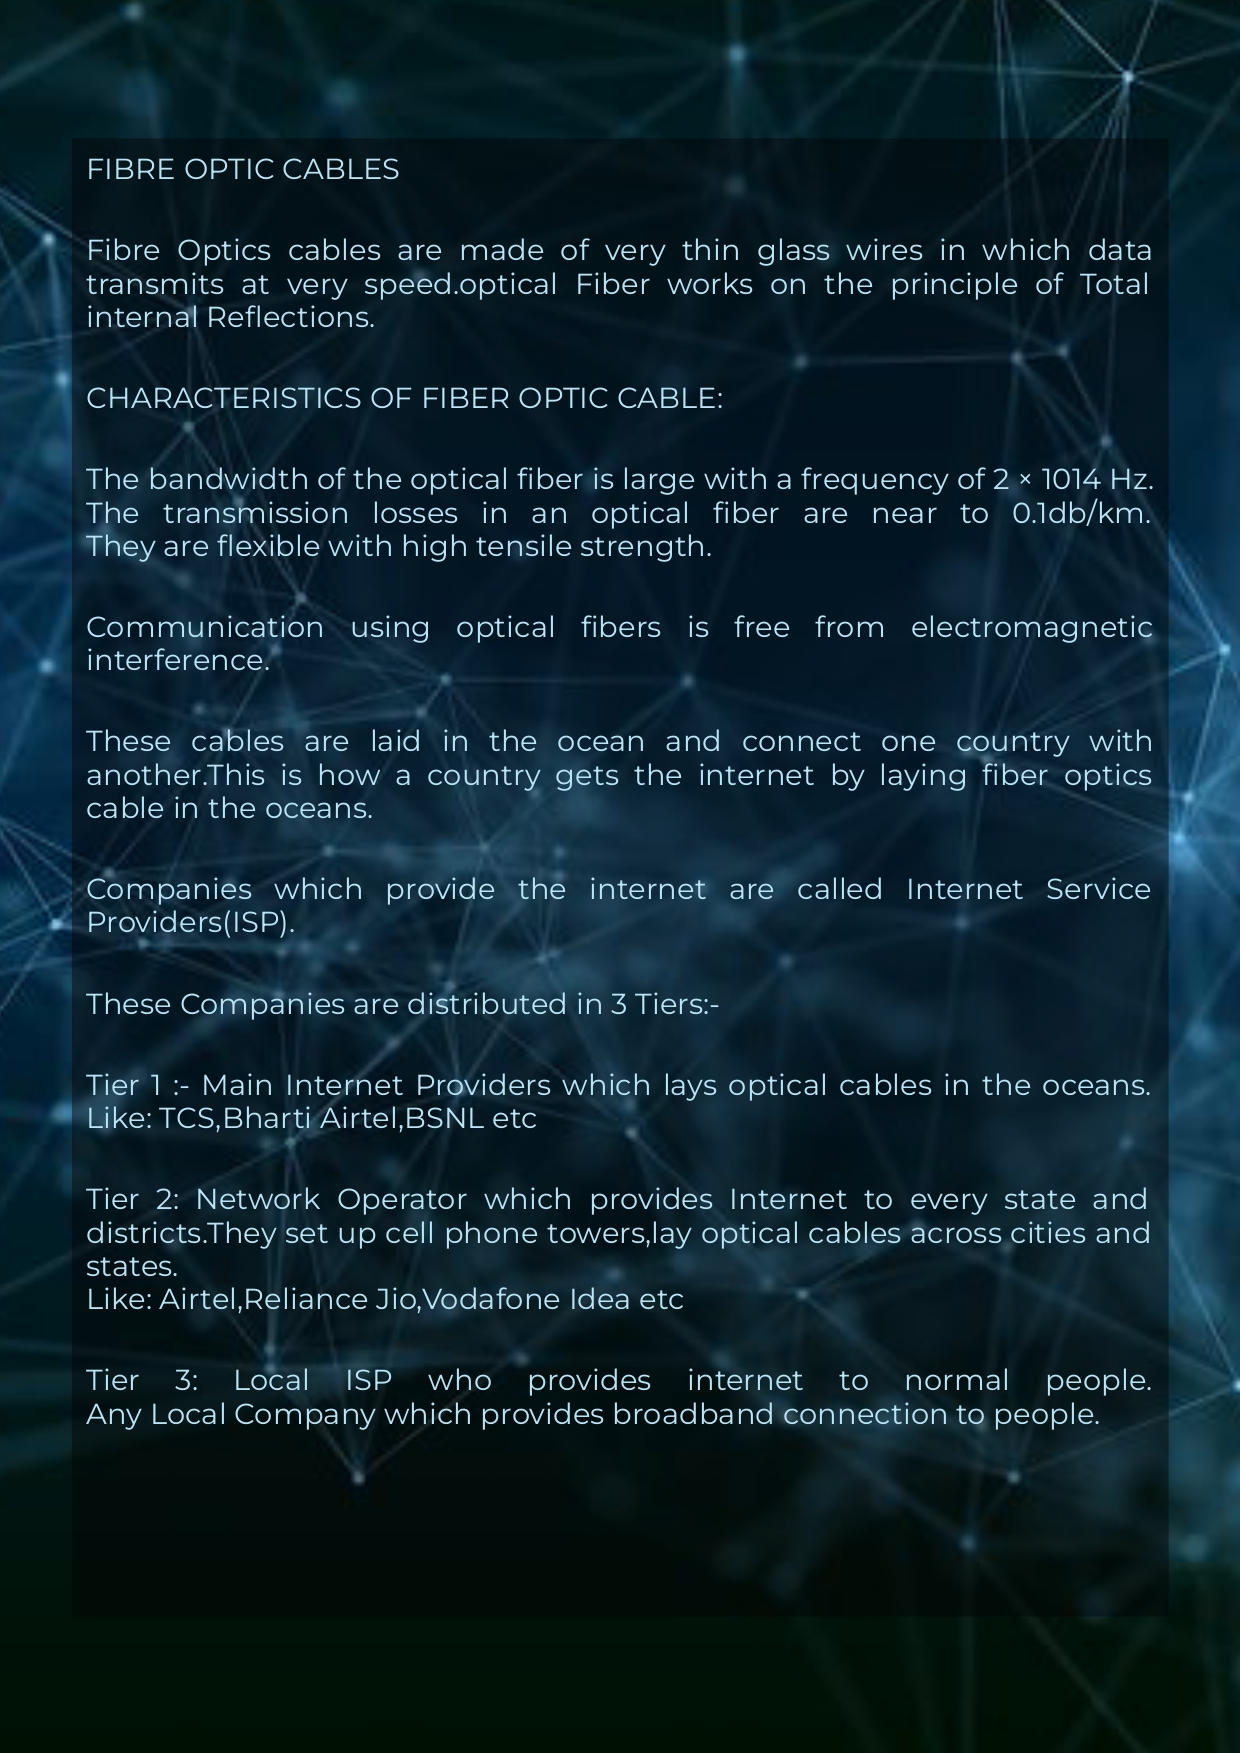 FIBRE OPTIC CABLES
Fibre Optics cables are made of very thin glass wires in which data
transmits at very speed.optical Fiber works on the principle of Total
internal Reflections.
CHARACTERISTICS OF FIBER OPTIC CABLE:
The bandwidth of the optical fiber is large with a frequency of 2 × 1014 Hz.
The transmission losses in an optical fiber are near to 0.1db/km.
They are flexible with high tensile strength.
Communication using optical fibers is free from electromagnetic
interference.
These cables are laid in the ocean and connect one country with
another.This is how a country gets the internet by laying fiber optics
cable in the oceans.
Companies which provide the internet are called Internet Service
Providers(ISP).
These Companies are distributed in 3 Tiers:-
Tier 1 :- Main Internet Providers which lays optical cables in the oceans.
Like: TCS,Bharti Airtel,BSNL etc
Tier 2: Network Operator which provides Internet to every state and
districts.They set up cell phone towers,lay optical cables across cities and
states.
Like: Airtel,Reliance Jio,Vodafone Idea etc
Tier 3: Local ISP who provides internet to normal people.
Any Local Company which provides broadband connection to people.